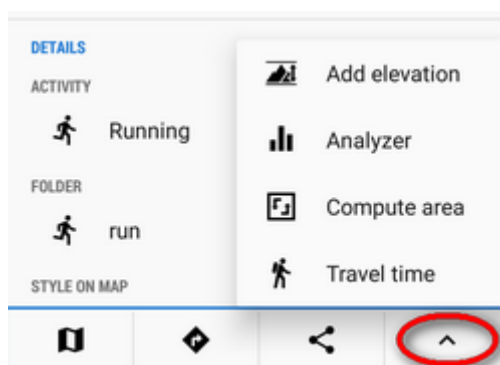 DETAILS
ACTIVITY
Running
FOLDER
run
STYLE ON MAP
Add elevation
Analyzer
Compute area
Travel time